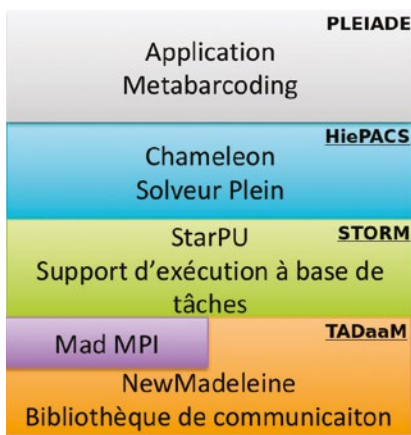 PLEIADE
Application
Metabarcoding
HiePACS
Chameleon
Solveur Plein
StarPU
STORM
Support d'exécution à base de
tâches
Mad MPI
TADaaM
NewMadeleine
Bibliothèque de communicaiton